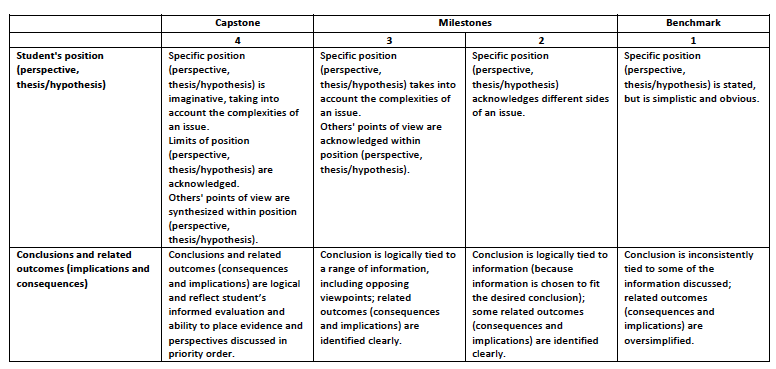 Capstone Milestones Benchmark
4 3 2 1
Student's position
(perspective,
thesis/hypothesis)
Specific position
(perspective,
thesis/hypothesis) is
imaginative, taking into
account the complexities of
an issue.
Limits of position
(perspective,
thesis/hypothesis) are
acknowledged.
Others' points of view are
synthesized within position
(perspective,
thesis/hypothesis).
Specific position
(perspective,
thesis/hypothesis) takes into
account the complexities of
an issue.
Others' points of view are
acknowledged within
position (perspective,
thesis/hypothesis).
Specific position
(perspective,
thesis/hypothesis)
acknowledges different sides
of an issue.
Specific position
(perspective,
thesis/hypothesis) is stated,
but is simplistic and obvious.
Conclusions and related
outcomes (implications and
consequences)
Conclusions and related
outcomes (consequences
and implications) are logical
and reflect student's
informed evaluation and
ability to place evidence and
perspectives discussed in
priority order.
Conclusion is logically tied to
a range of information,
including opposing
viewpoints; related
outcomes (consequences
and implications) are
identified clearly.
Conclusion is logically tied to
information (because
information is chosen to fit
the desired conclusion);
some related outcomes
(consequences and
implications) are identified
clearly.
Conclusion is inconsistently
tied to some of the
information discussed;
related outcomes
(consequences and
implications) are
oversimplified.